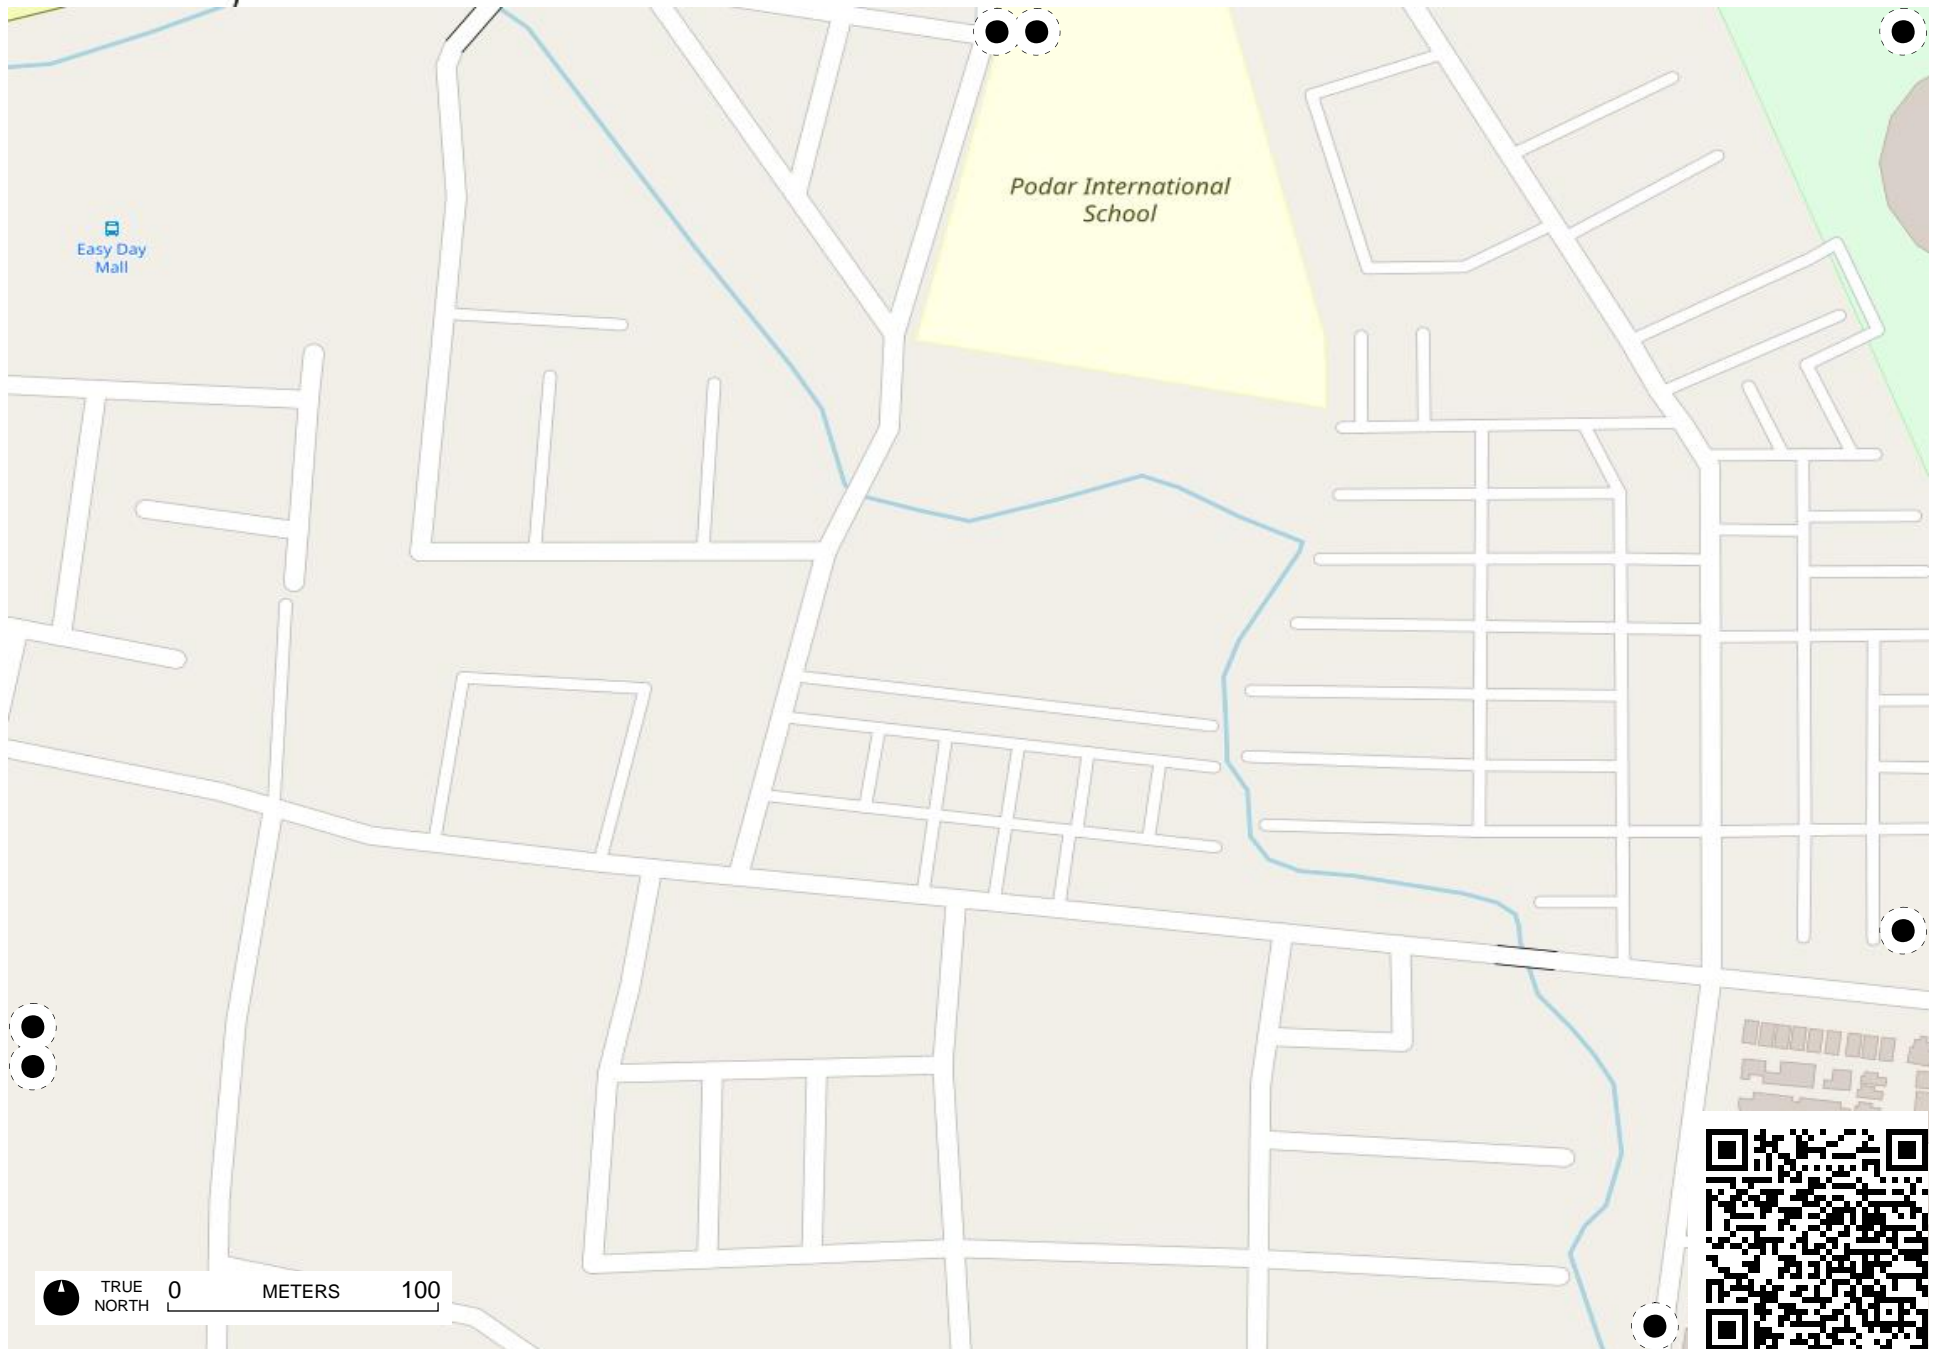 Podar International
School
Easy Day
Mall
TRUE
NORTH
0 METERS 100